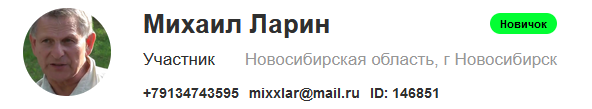 Михаил Ларин
Новичок
Участник Новосибирская область, г Новосибирск
+79134743595 mixxlar@mail.ru ID: 146851